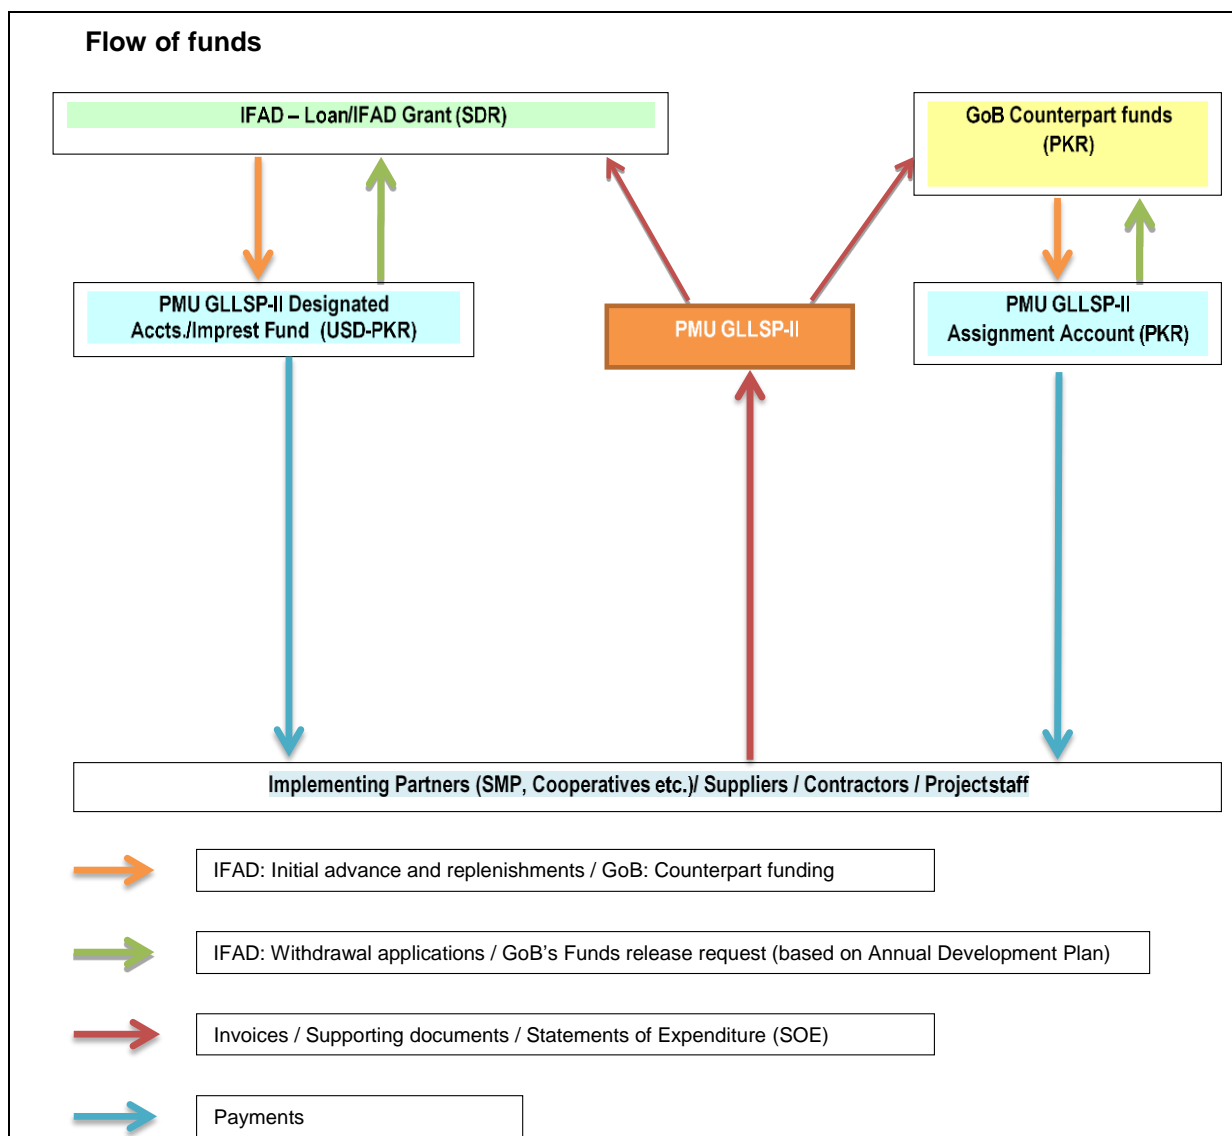 Flow of funds
IFAD – Loan/IFAD Grant (SDR)
GoB Counterpart funds
(PKR)
PMU GLLSP-II Designated
Accts./Imprest Fund (USD-PKR)
PMU GLLSP-II
PMU GLLSP-II
Assignment Account (PKR)
Implementing Partners (SMP, Cooperatives etc.)/ Suppliers / Contractors / Projectstaff
IFAD: Initial advance and replenishments / GoB: Counterpart funding
IFAD: Withdrawal applications / GoB’s Funds release request (based on Annual Development Plan)
Invoices / Supporting documents / Statements of Expenditure (SOE)
Payments